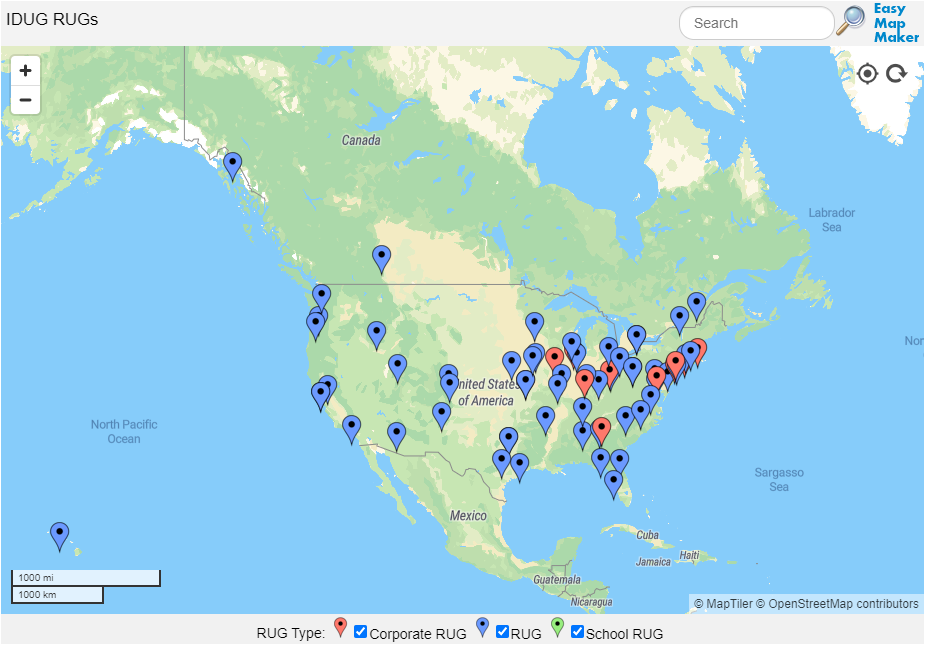 IDUG RUGs
Search
Easy
Map
Maker
+
−
Canada
Labrador
Sea
Nor
United States
of America
North Pacific
Ocean
Sargasso
Sea
Mexico
Cuba
Haiti
Jamaica
Guatemala
Nicaragua
1000 mi
1000 km
© MapTiler © OpenStreetMap contributors
RUG Type: Corporate RUG RUG School RUG